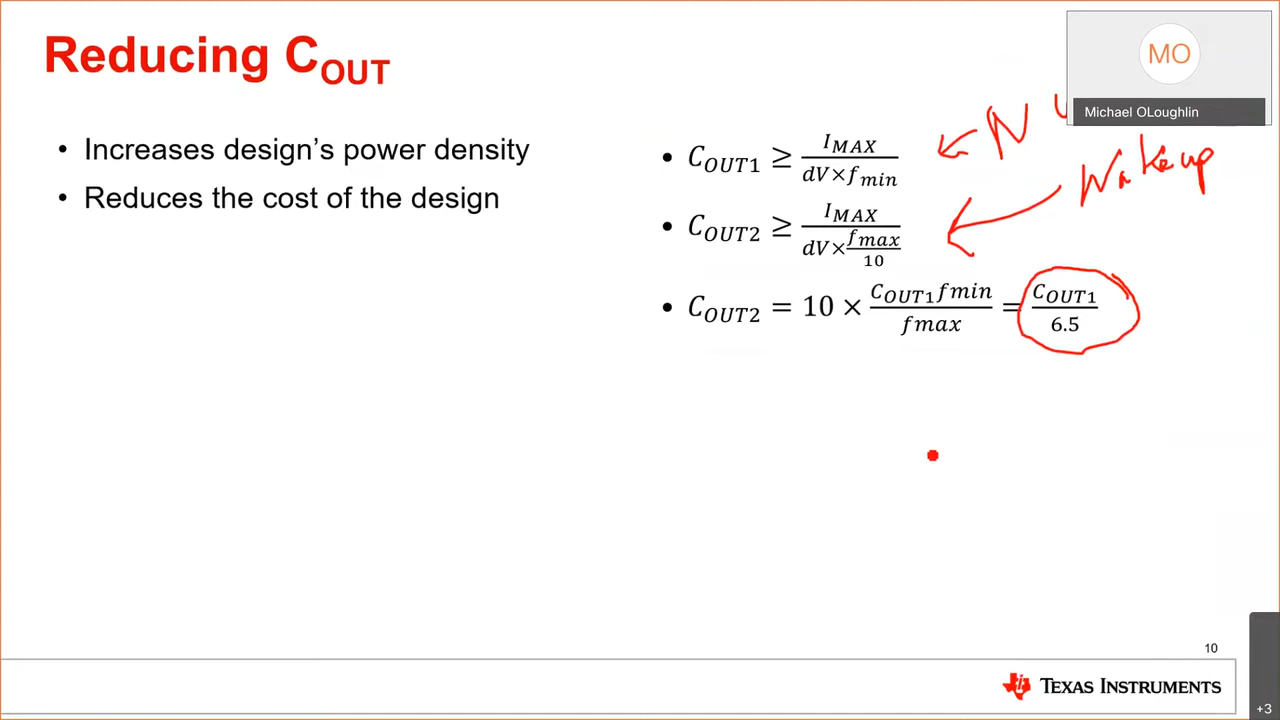 Reducing C_OUT
MO
Michael OLoughlin
• Increases design's power density
• Reduces the cost of the design
• C_OUT1 ≥ I_MAX / (dV × f_min)
N
Wakeup
• C_OUT2 ≥ I_MAX / (dV × f_max/10)
• C_OUT2 = 10 × (C_OUT1 fmin) / fmax = C_OUT1 / 6.5
10
TEXAS INSTRUMENTS
+3